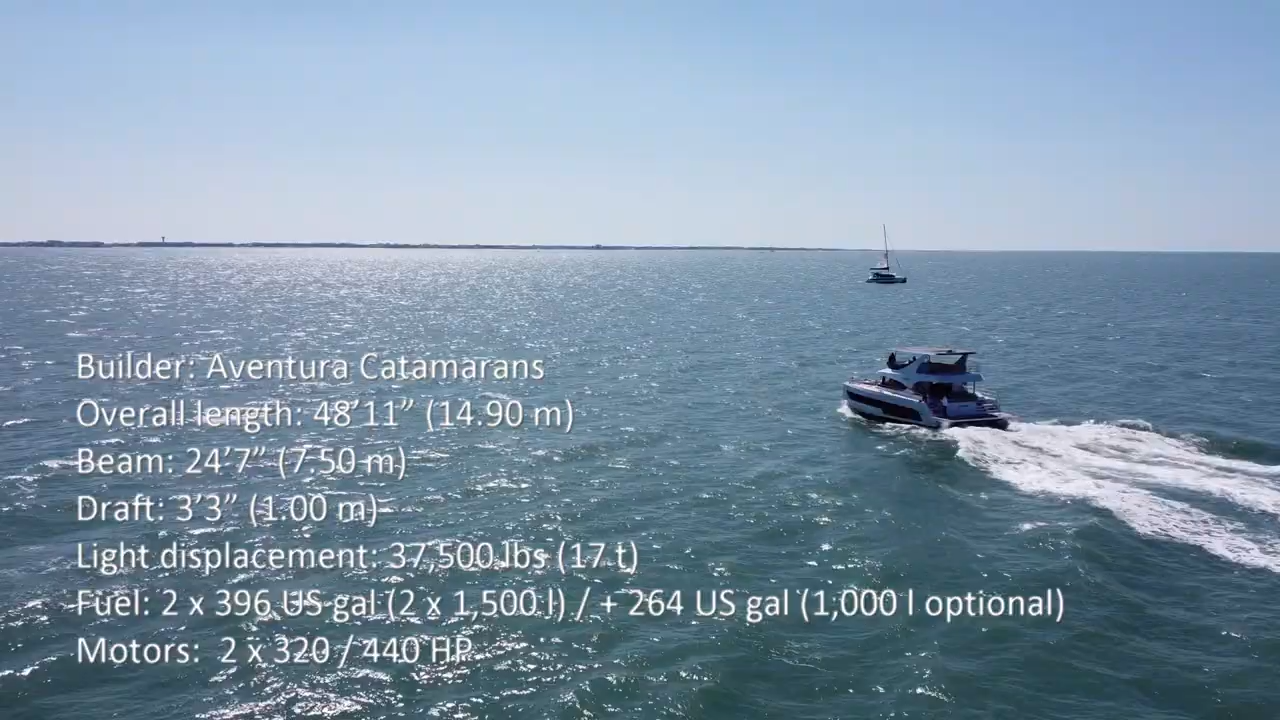 Builder: Aventura Catamarans
Overall length: 48’11” (14.90 m)
Beam: 24’7” (7.50 m)
Draft: 3’3” (1.00 m)
Light displacement: 37,500 lbs (17 t)
Fuel: 2 x 396 US gal (2 x 1,500 l) / + 264 US gal (1,000 l optional)
Motors:  2 x 320 / 440 HP